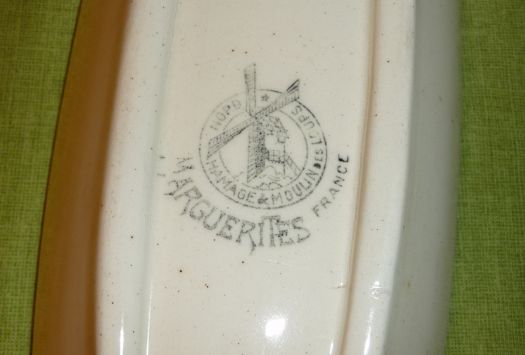 NORD
HAMAGE & MOULIN DES LOUPS
FRANCE
MARGUERITES